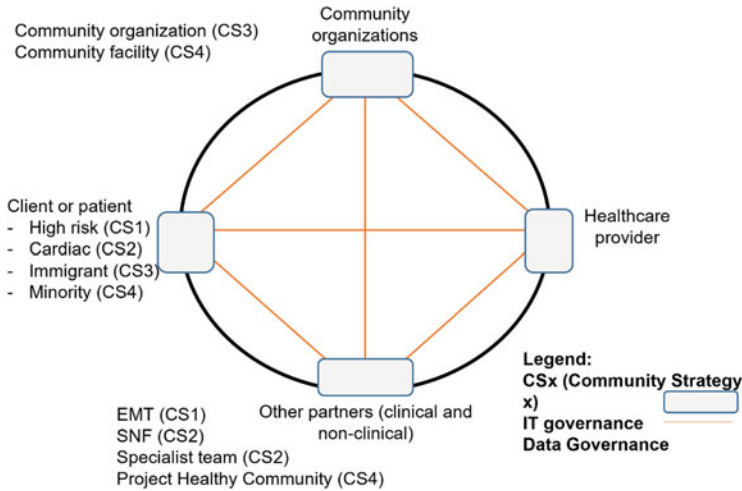 Community organization (CS3)
Community facility (CS4)
Community
organizations
Client or patient
- High risk (CS1)
- Cardiac (CS2)
- Immigrant (CS3)
- Minority (CS4)
Healthcare
provider
EMT (CS1)
SNF (CS2)
Specialist team (CS2)
Project Healthy Community (CS4)
Other partners (clinical and
non-clinical)
Legend:
CSx (Community Strategy
x)
IT governance
Data Governance